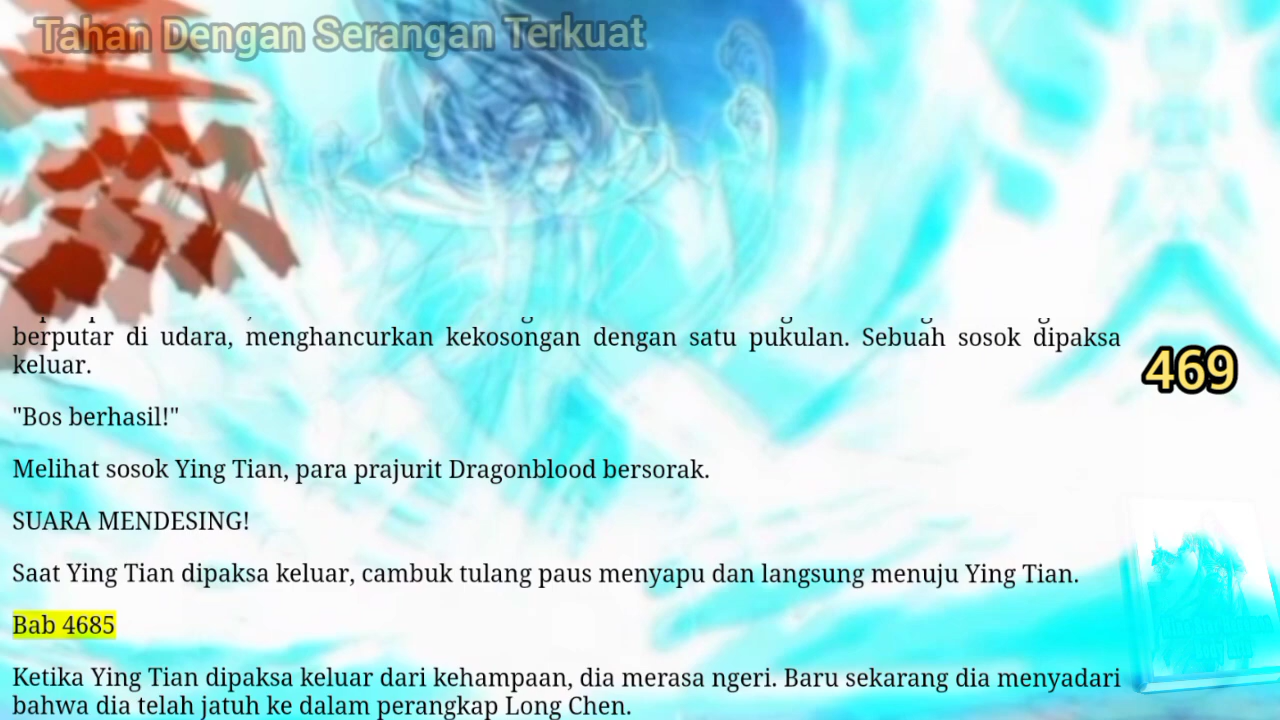 Tahan Dengan Serangan Terkuat
berputar di udara, menghancurkan kekosongan dengan satu pukulan. Sebuah sosok dipaksa
keluar.
469
"Bos berhasil!"
Melihat sosok Ying Tian, para prajurit Dragonblood bersorak.
SUARA MENDESING!
Saat Ying Tian dipaksa keluar, cambuk tulang paus menyapu dan langsung menuju Ying Tian.
Bab 4685
Ketika Ying Tian dipaksa keluar dari kehampaan, dia merasa ngeri. Baru sekarang dia menyadari
bahwa dia telah jatuh ke dalam perangkap Long Chen.